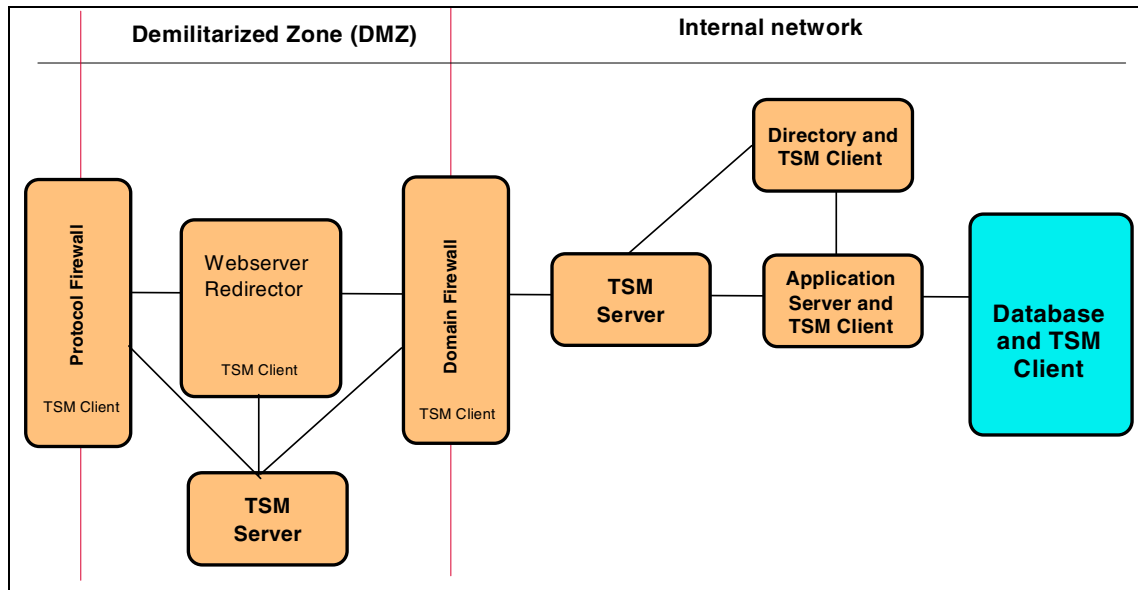 Demilitarized Zone (DMZ)
Internal network
Protocol Firewall
TSM Client
Webserver
Redirector
TSM Client
TSM
Server
Domain Firewall
TSM Client
TSM
Server
Directory and
TSM Client
Application
Server and
TSM Client
Database
and TSM
Client